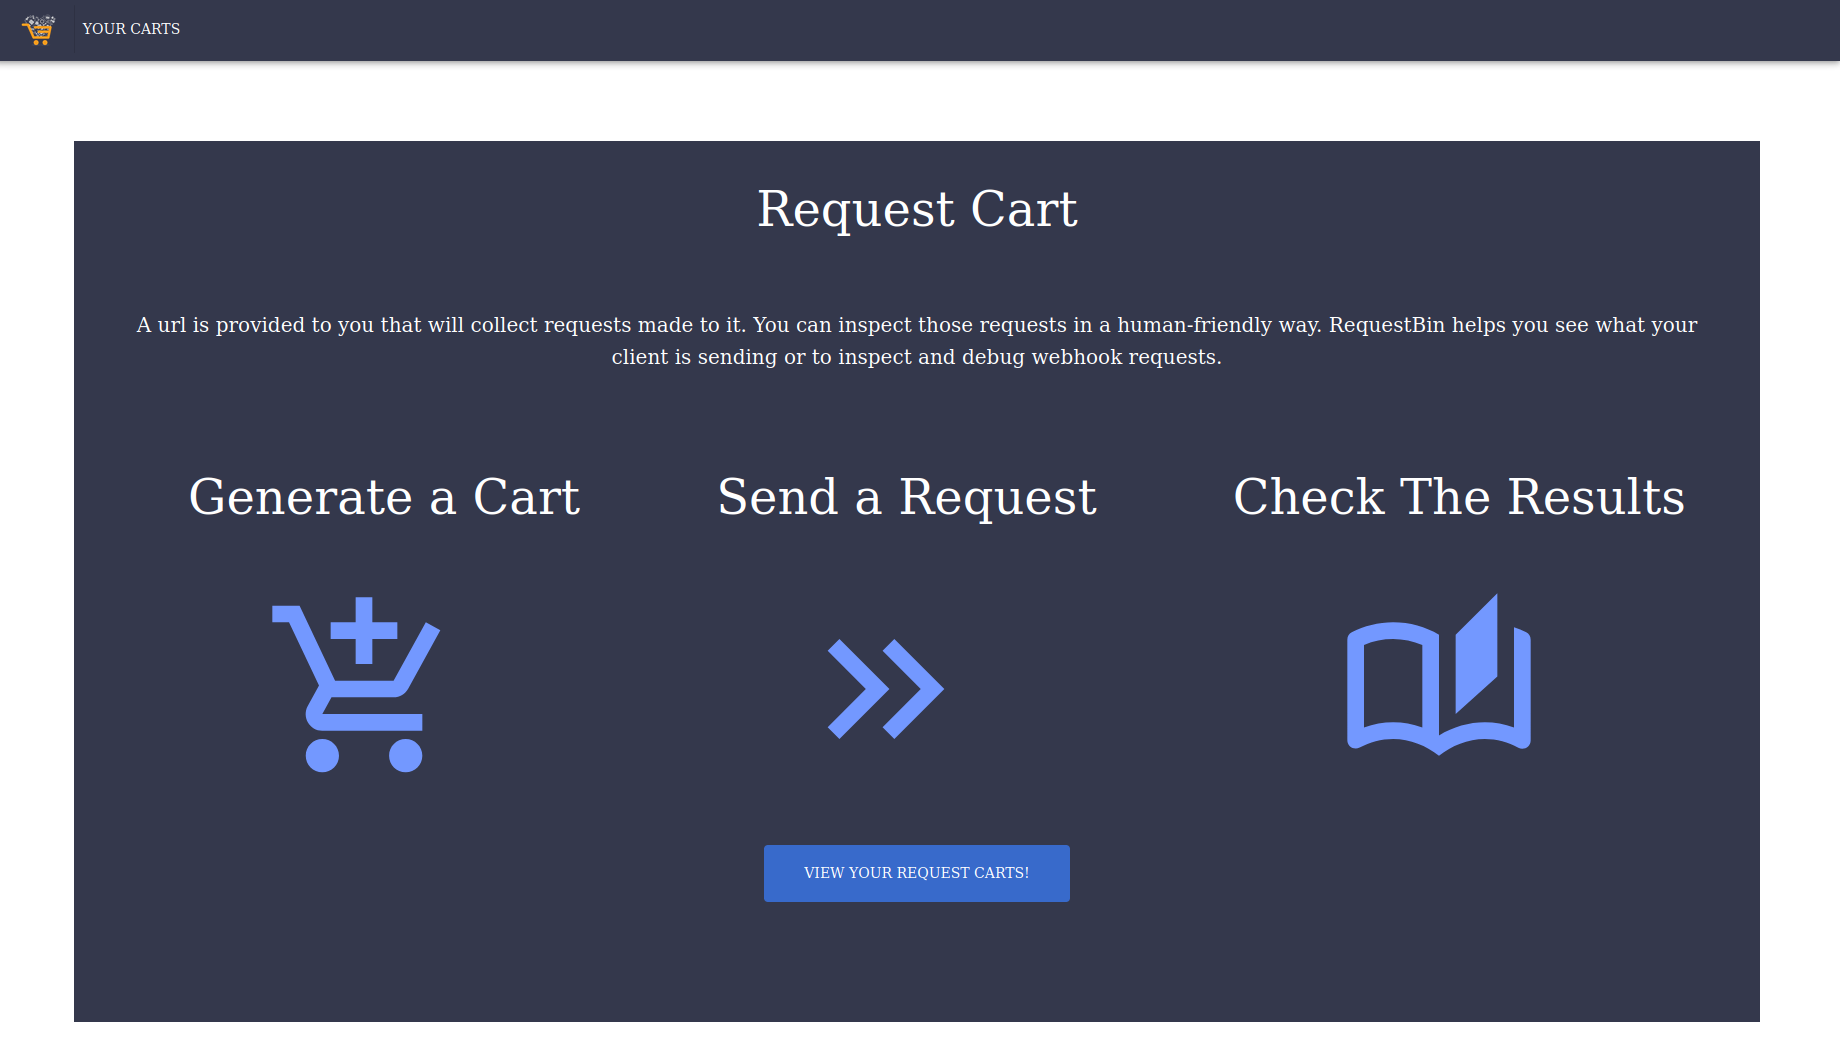 YOUR CARTS
Request Cart
A url is provided to you that will collect requests made to it. You can inspect those requests in a human-friendly way. RequestBin helps you see what your
client is sending or to inspect and debug webhook requests.
Generate a Cart
Send a Request
Check The Results
VIEW YOUR REQUEST CARTS!